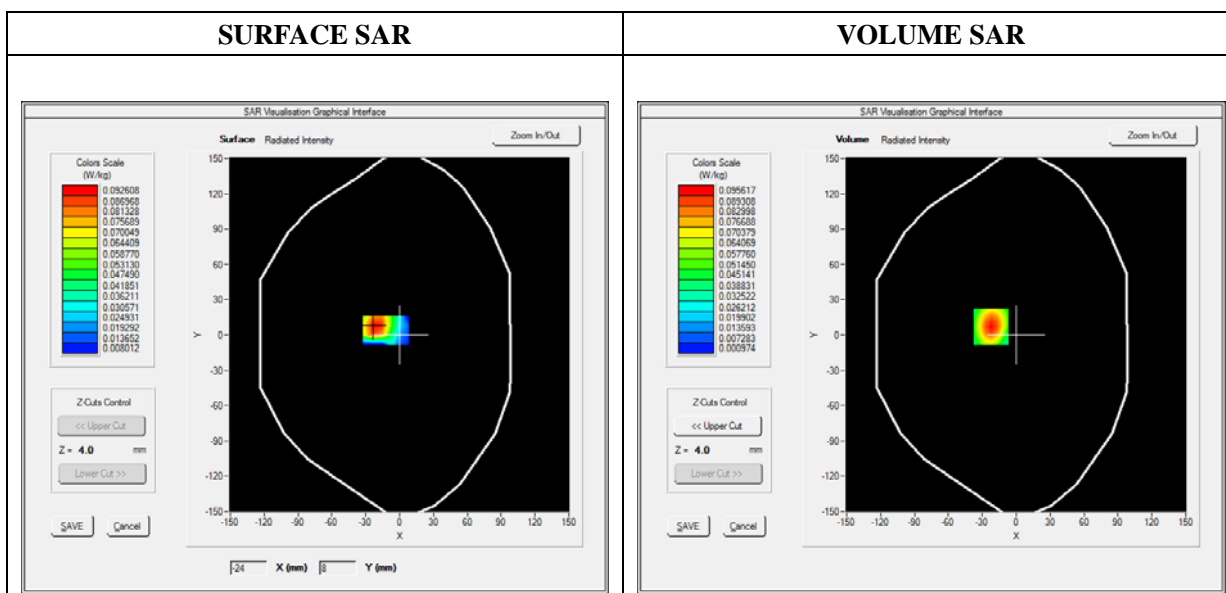 SURFACE SAR
SAR Visualisation Graphical Interface
Surface Radiated Intensity
Zoom In/Out
Colors Scale
(W/kg)
0.092608
0.086968
0.081328
0.075689
0.070049
0.064409
0.058770
0.053130
0.047490
0.041851
0.036211
0.030571
0.024931
0.019292
0.013652
0.008012
150
120
90
60
30
0
-30
-60
-90
-120
-150
Y
-150 -120 -90 -60 -30 0 30 60 90 120 150
X
Z-Cuts Control
<< Upper Cut
Z = 4.0 mm
Lower Cut >>
SAVE Cancel
-24 X (mm) 8 Y (mm)
VOLUME SAR
SAR Visualisation Graphical Interface
Volume Radiated Intensity
Zoom In/Out
Colors Scale
(W/kg)
0.095617
0.089308
0.082998
0.076688
0.070379
0.064069
0.057760
0.051450
0.045141
0.038831
0.032522
0.026212
0.019902
0.013593
0.007283
0.000974
150
120
90
60
30
0
-30
-60
-90
-120
-150
Y
-150 -120 -90 -60 -30 0 30 60 90 120 150
X
Z-Cuts Control
<< Upper Cut
Z = 4.0 mm
Lower Cut >>
SAVE Cancel